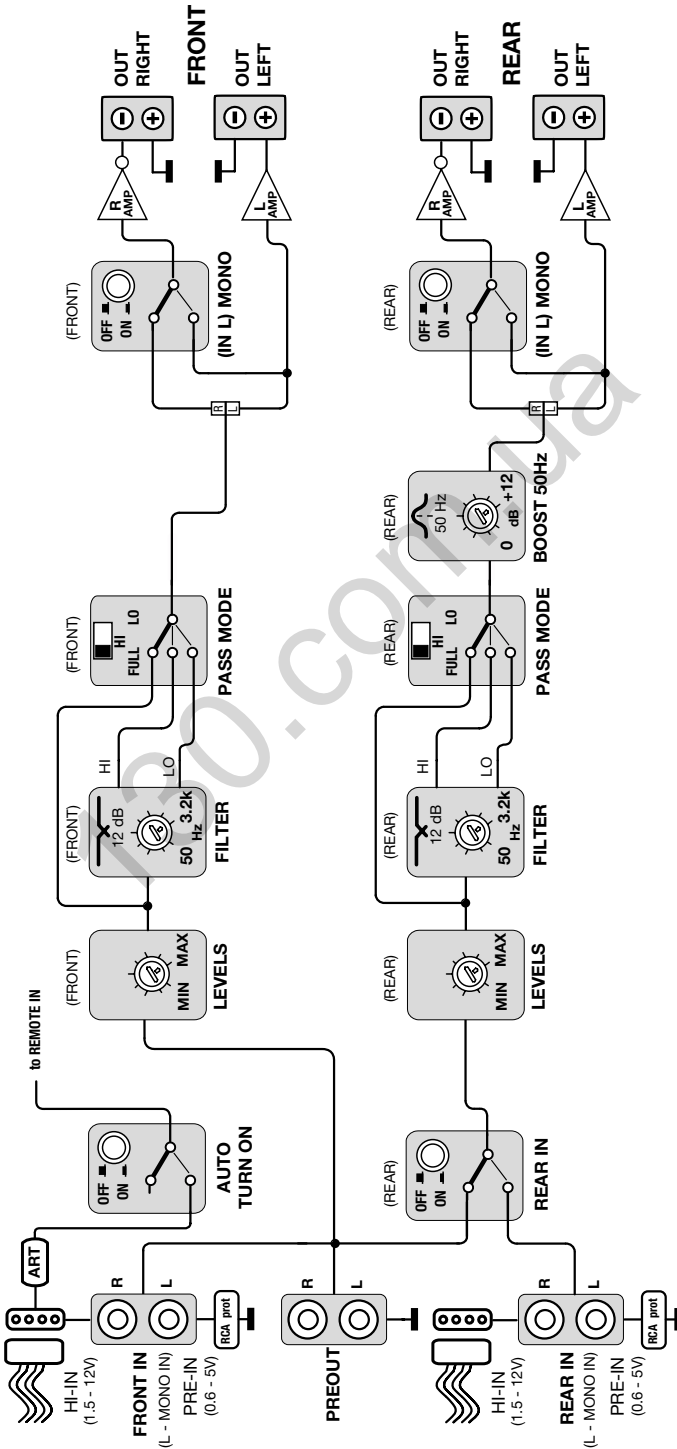 HI-IN
(1.5 - 12V)
ART
to REMOTE IN
FRONT IN
(L - MONO IN)
PRE-IN
(0.6 - 5V)
R
L
RCA prot
OFF
ON
AUTO
TURN ON
(FRONT)
MIN
MAX
LEVELS
(FRONT)
12 dB
50
Hz
3.2k
FILTER
HI
LO
(FRONT)
FULL
HI
LO
PASS MODE
R
L
(FRONT)
OFF
ON
(IN L) MONO
R
AMP
L
AMP
OUT
RIGHT
FRONT
OUT
LEFT
PREOUT
R
L
HI-IN
(1.5 - 12V)
REAR IN
(L - MONO IN)
PRE-IN
(0.6 - 5V)
R
L
RCA prot
(REAR)
OFF
ON
REAR IN
(REAR)
MIN
MAX
LEVELS
(REAR)
12 dB
50
Hz
3.2k
FILTER
HI
LO
(REAR)
FULL
HI
LO
PASS MODE
(REAR)
50 Hz
0
dB
+12
BOOST 50Hz
R
L
(REAR)
OFF
ON
(IN L) MONO
R
AMP
L
AMP
OUT
RIGHT
REAR
OUT
LEFT
130.com.ua